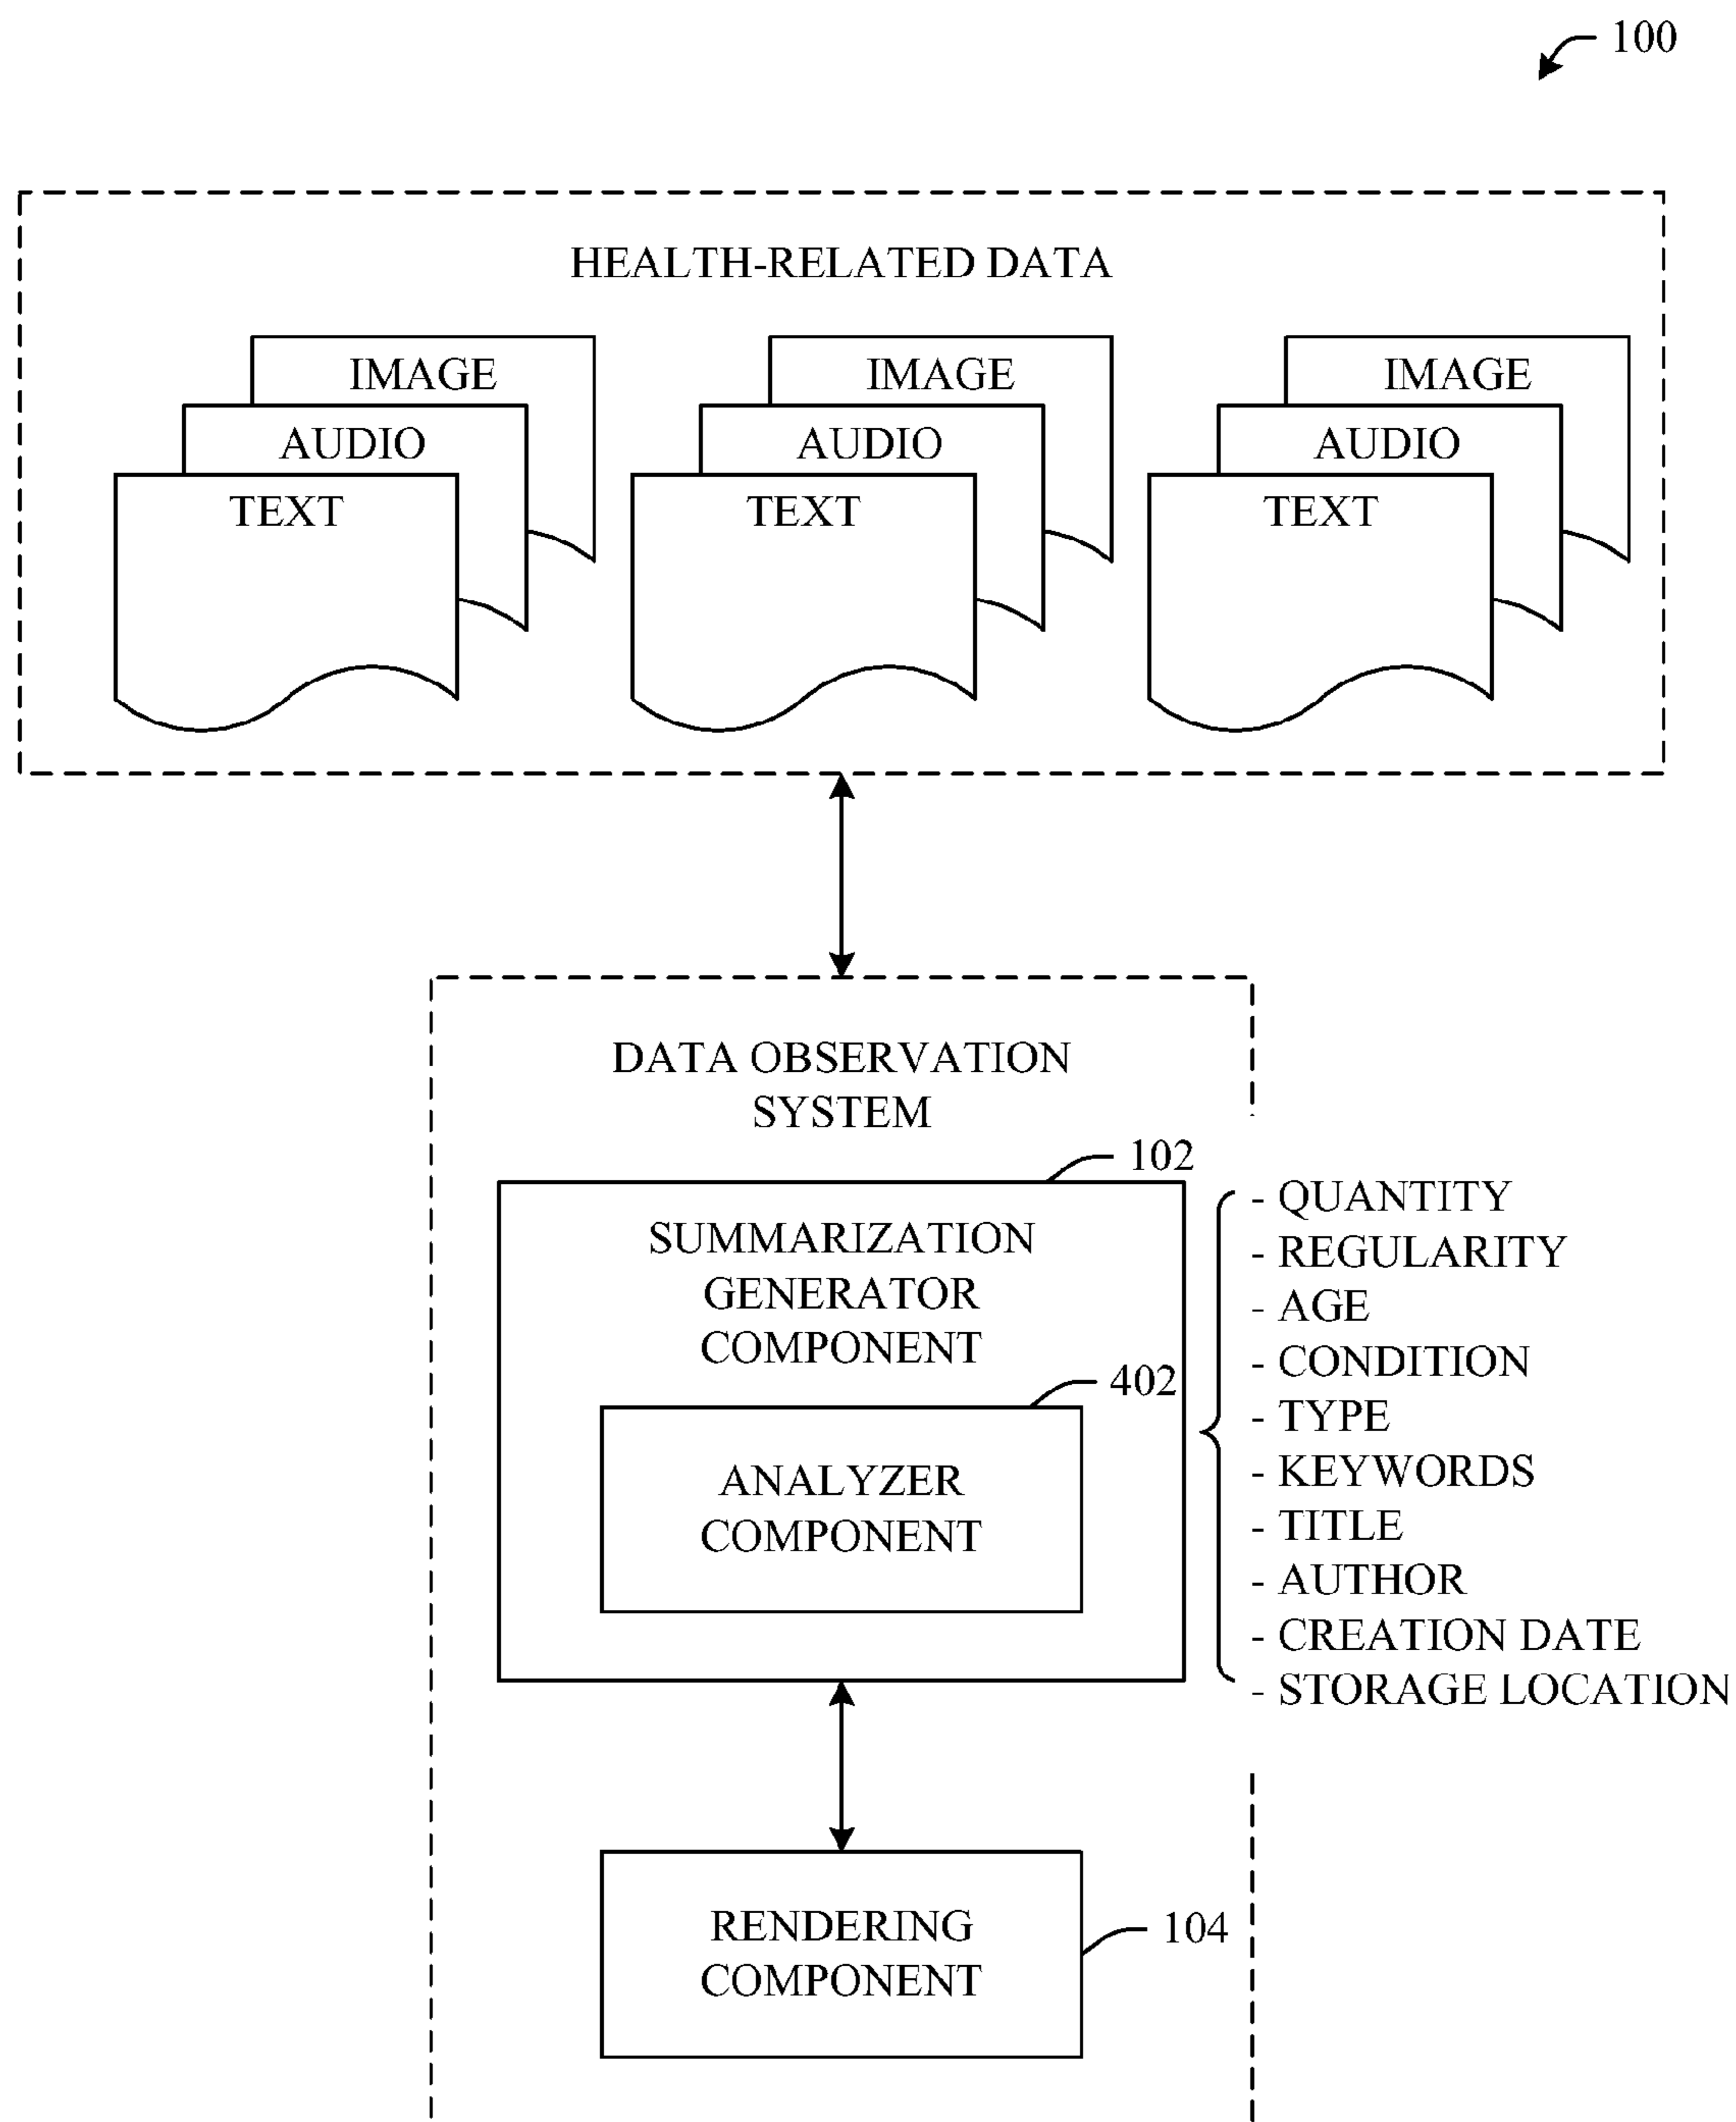 100
HEALTH-RELATED DATA
IMAGE
AUDIO
TEXT
IMAGE
AUDIO
TEXT
IMAGE
AUDIO
TEXT
DATA OBSERVATION
SYSTEM
102
SUMMARIZATION
GENERATOR
COMPONENT
402
ANALYZER
COMPONENT
- QUANTITY
- REGULARITY
- AGE
- CONDITION
- TYPE
- KEYWORDS
- TITLE
- AUTHOR
- CREATION DATE
- STORAGE LOCATION
RENDERING
COMPONENT
104